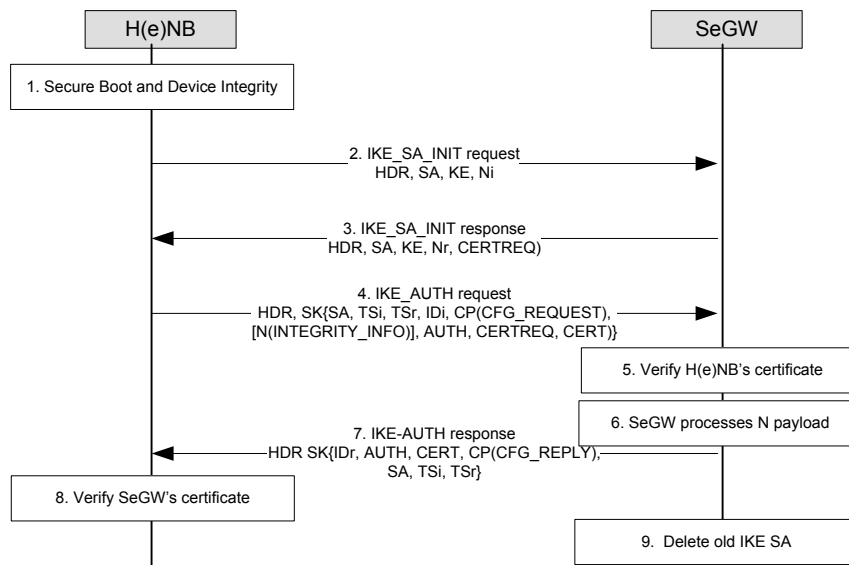 H(e)NB
SeGW
1. Secure Boot and Device Integrity
2. IKE_SA_INIT request
HDR, SA, KE, Ni
3. IKE_SA_INIT response
HDR, SA, KE, Nr, CERTREQ)
4. IKE_AUTH request
HDR, SK{SA, TSi, TSr, IDi, CP(CFG_REQUEST),
[N(INTEGRITY_INFO)], AUTH, CERTREQ, CERT)}
5. Verify H(e)NB's certificate
6. SeGW processes N payload
7. IKE-AUTH response
HDR SK{IDr, AUTH, CERT, CP(CFG_REPLY),
SA, TSi, TSr}
8. Verify SeGW's certificate
9. Delete old IKE SA